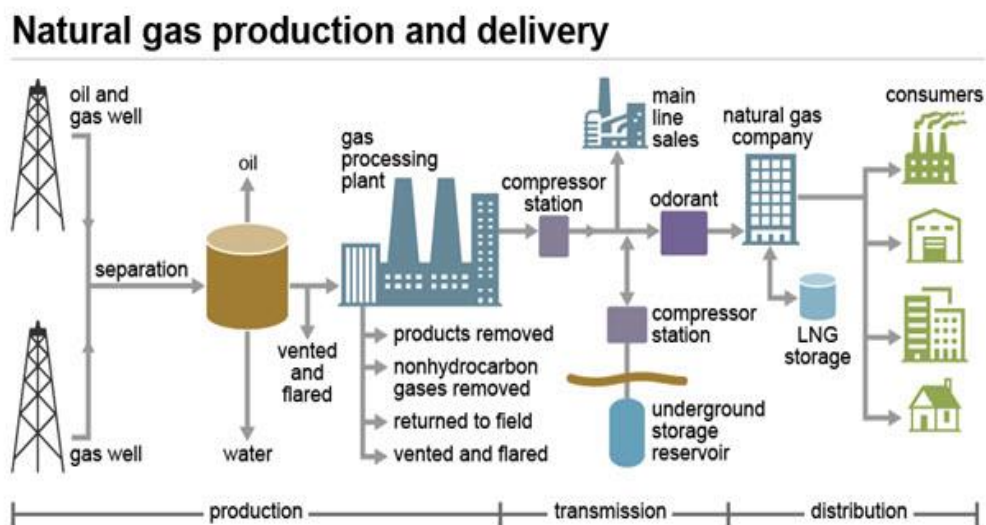 Natural gas production and delivery
oil and
gas well
oil
separation
gas well
water
vented
and
flared
gas
processing
plant
products removed
nonhydrocarbon
gases removed
returned to field
vented and flared
compressor
station
main
line
sales
odorant
compressor
station
underground
storage
reservoir
natural gas
company
LNG
storage
consumers
production
transmission
distribution